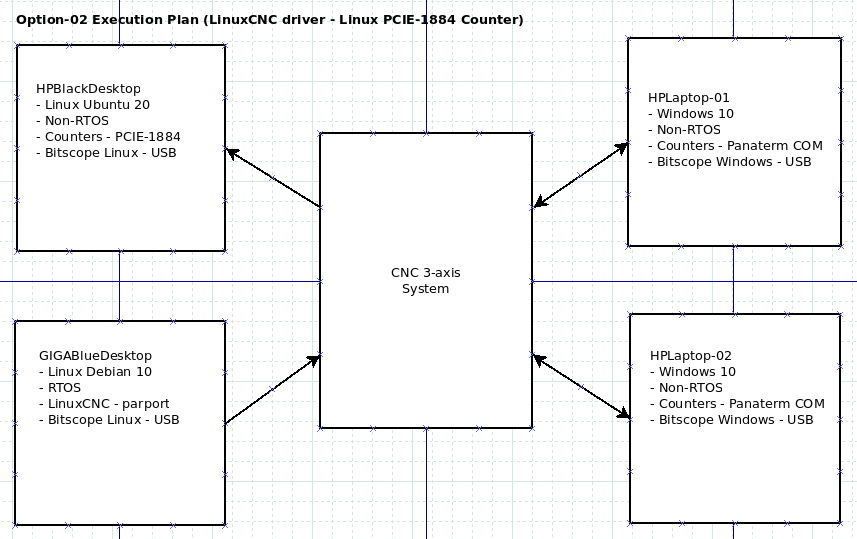 Option-02 Execution Plan (LinuxCNC driver - Linux PCIE-1884 Counter)
HPBlackDesktop
- Linux Ubuntu 20
- Non-RTOS
- Counters - PCIE-1884
- Bitscope Linux - USB
HPLaptop-01
- Windows 10
- Non-RTOS
- Counters - Panaterm COM
- Bitscope Windows - USB
CNC 3-axis
System
GIGABlueDesktop
- Linux Debian 10
- RTOS
- LinuxCNC - parport
- Bitscope Linux - USB
HPLaptop-02
- Windows 10
- Non-RTOS
- Counters - Panaterm COM
- Bitscope Windows - USB